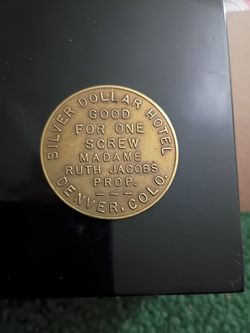 SILVER DOLLAR HOTEL
GOOD
FOR ONE
SCREW
MADAME
RUTH JACOBS
PROP.
DENVER, COLO.